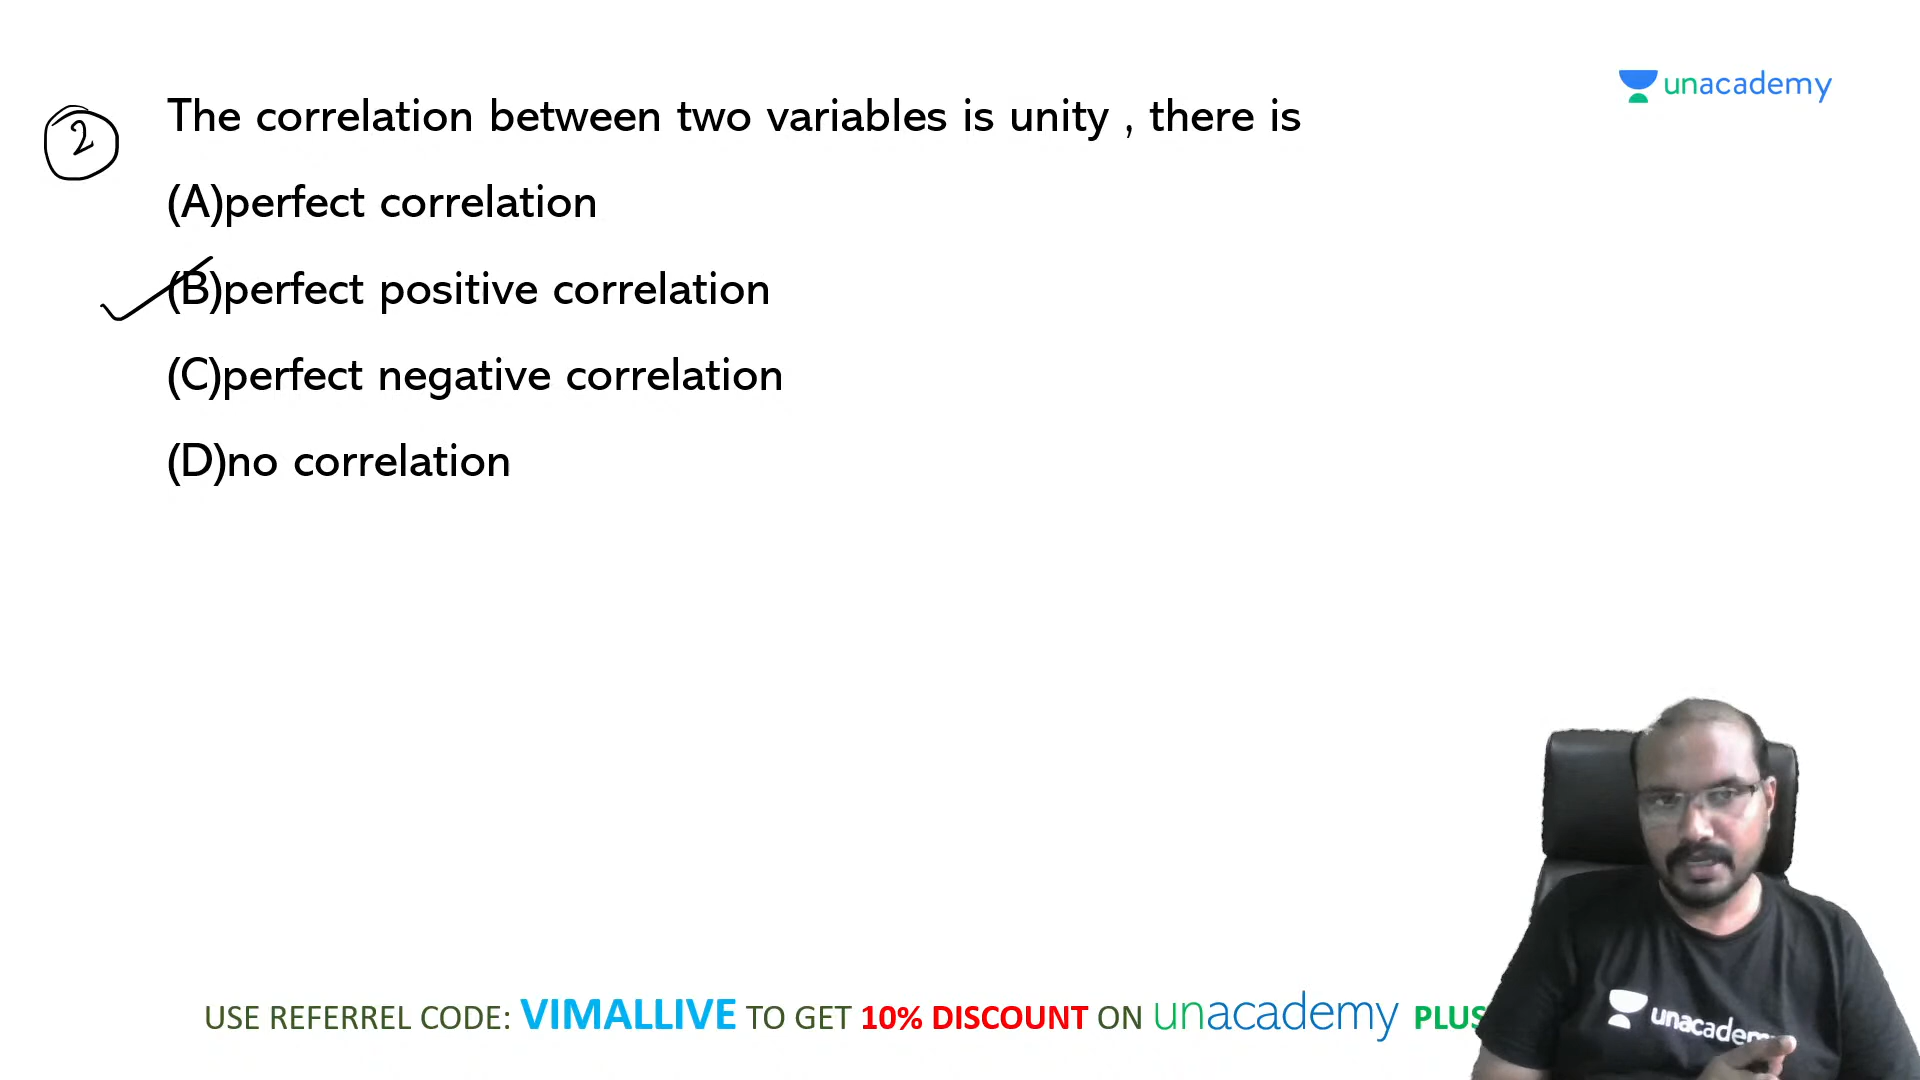 unacademy
2
The correlation between two variables is unity , there is
(A)perfect correlation
(B)perfect positive correlation
(C)perfect negative correlation
(D)no correlation
USE REFERREL CODE: VIMALLIVE TO GET 10% DISCOUNT ON unacademy PLUS
unacademy